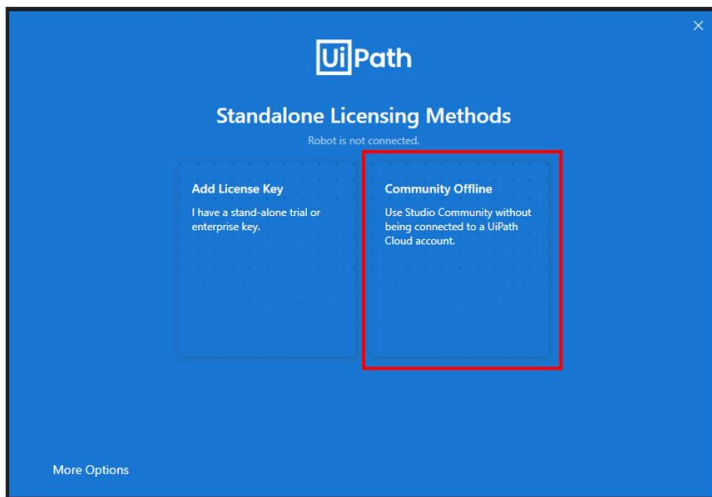 UiPath
Standalone Licensing Methods
Robot is not connected.
Add License Key
I have a stand-alone trial or
enterprise key.
Community Offline
Use Studio Community without
being connected to a UiPath
Cloud account.
More Options